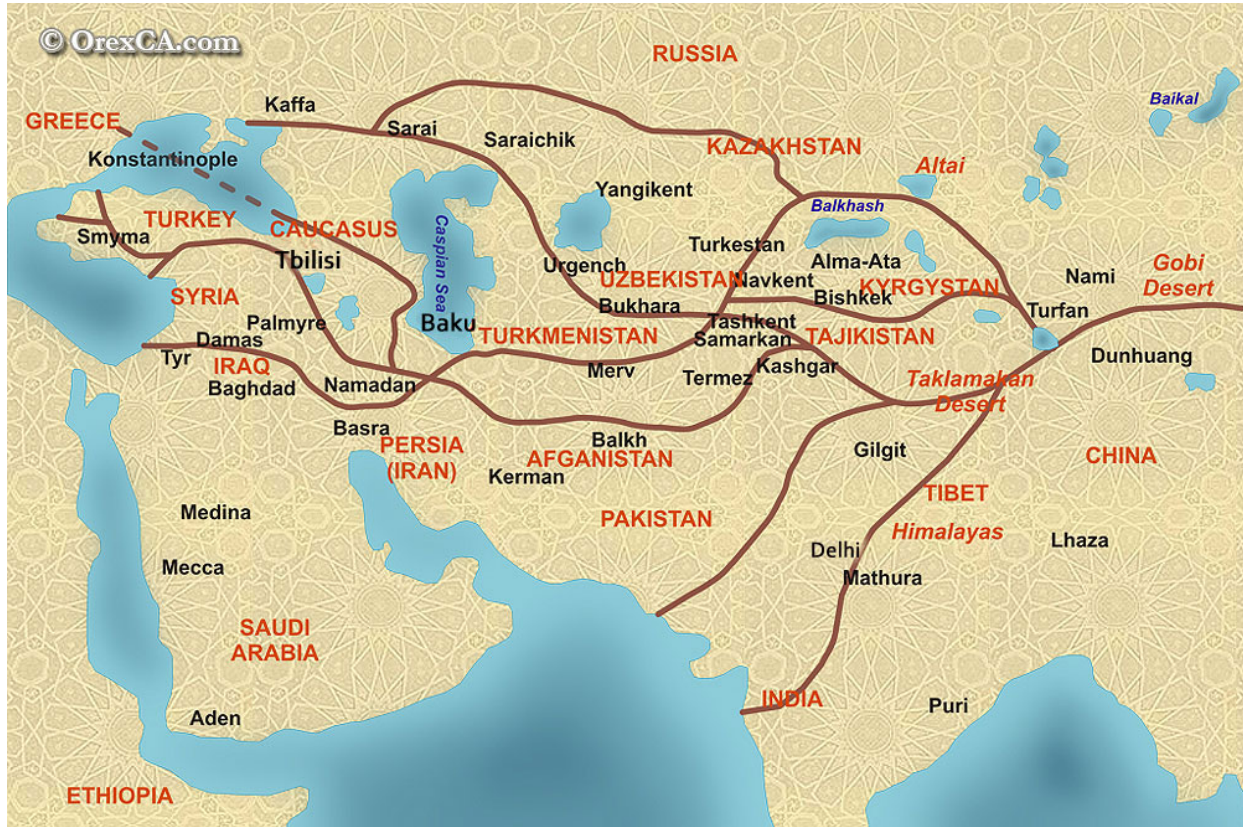 © OrexCA.com
RUSSIA
Baikal
Kaffa
GREECE
Sarai
Saraichik
KAZAKHSTAN
Konstantinople
Altai
Yangikent
Balkhash
TURKEY
CAUCASUS
Smyma
Caspian Sea
Turkestan
Tbilisi
Urgench
UZBEKISTAN
Navkent
Alma-Ata
KYRGYSTAN
Nami
Gobi
Desert
SYRIA
Bukhara
Bishkek
Turfan
Palmyre
Baku
TURKMENISTAN
Tashkent
Damas
Samarkan
TAJIKISTAN
Tyr
IRAQ
Baghdad
Namadan
Merv
Termez
Kashgar
Dunhuang
Taklamakan
Desert
Basra
PERSIA
(IRAN)
Balkh
AFGANISTAN
Kerman
Gilgit
CHINA
TIBET
Medina
PAKISTAN
Himalayas
Lhaza
Delhi
Mecca
Mathura
SAUDI
ARABIA
INDIA
Puri
Aden
ETHIOPIA